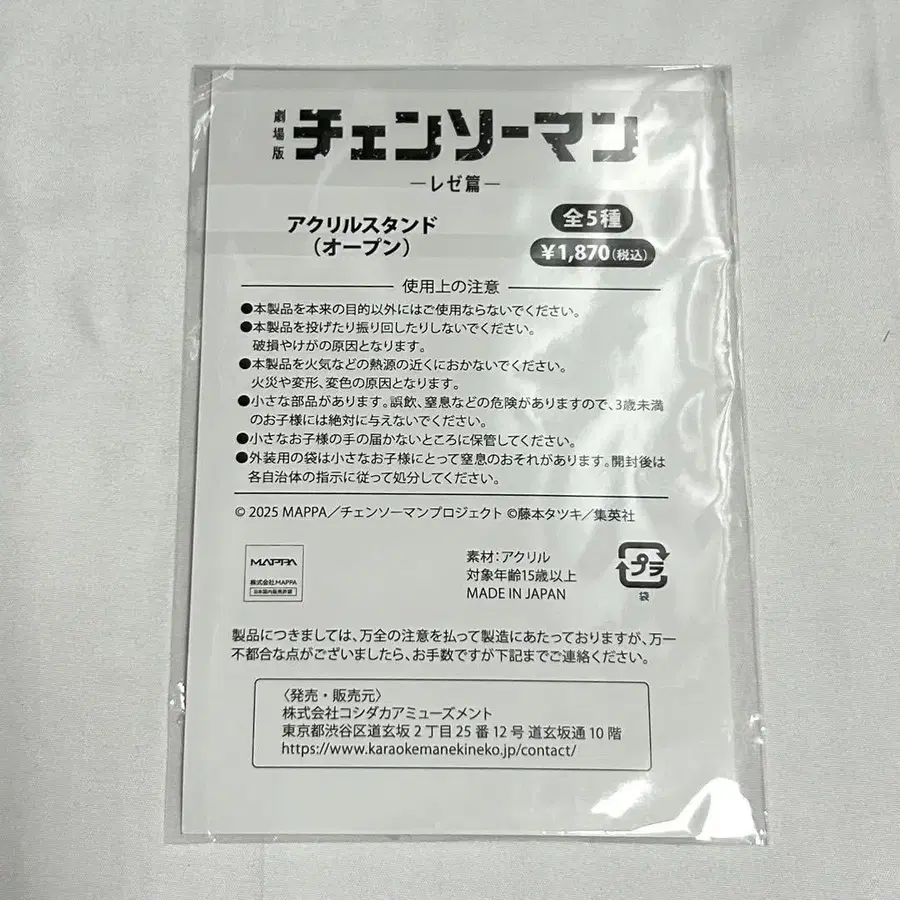 劇場版 チェンソーマン
―レゼ篇―
アクリルスタンド
(オープン)
全5種
¥1,870(税込)
使用上の注意
●本製品を本来の目的以外にはご使用ならないでください。
●本製品を投げたり振り回したりしないでください。
破損やけがの原因となります。
●本製品を火気などの熱源の近くにおかないでください。
火災や変形、変色の原因となります。
●小さな部品があります。誤飲、窒息などの危険がありますので、3歳未満
のお子様には絶対に与えないでください。
●小さなお子様の手の届かないところに保管してください。
●外装用の袋は小さなお子様にとって窒息のおそれがあります。開封後は
各自治体の指示に従って処分してください。
© 2025 MAPPA/チェンソーマンプロジェクト ©藤本タツキ/集英社
MAPPA
株式会社MAPPA
日本国内販売許諾
素材:アクリル
対象年齢15歳以上
MADE IN JAPAN
プラ
袋
製品につきましては、万全の注意を払って製造にあたっておりますが、万一
不都合な点がございましたら、お手数ですが下記までご連絡ください。
〈発売・販売元〉
株式会社コシダカアミューズメント
東京都渋谷区道玄坂2丁目25番12号 道玄坂通10階
https://www.karaokemanekineko.jp/contact/